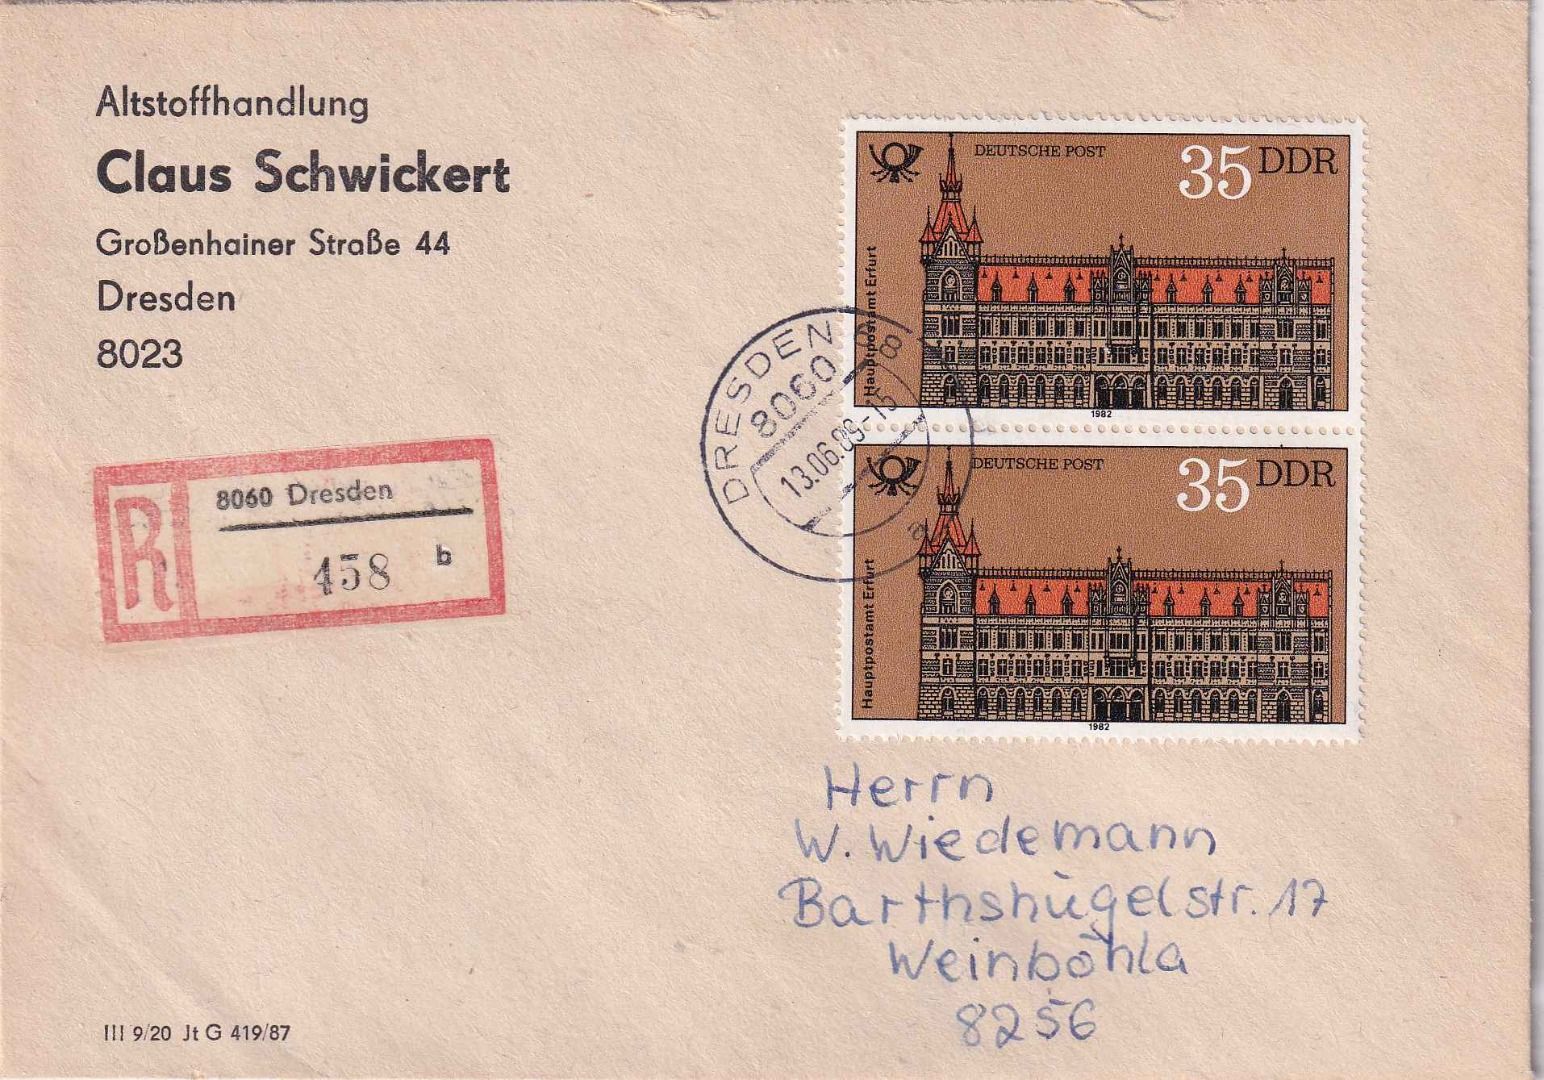 Altstoffhandlung
Claus Schwickert
Großenhainer Straße 44
Dresden
8023
R
8060 Dresden
458 b
DEUTSCHE POST
35 DDR
Hauptpostamt Erfurt
1982
DRESDEN
8060
13.06.89-15
a
DEUTSCHE POST
35 DDR
Hauptpostamt Erfurt
1982
Herrn
W. Wiedemann
Barthshügelstr. 17
Weinböhla
8256
III 9/20 Jt G 419/87